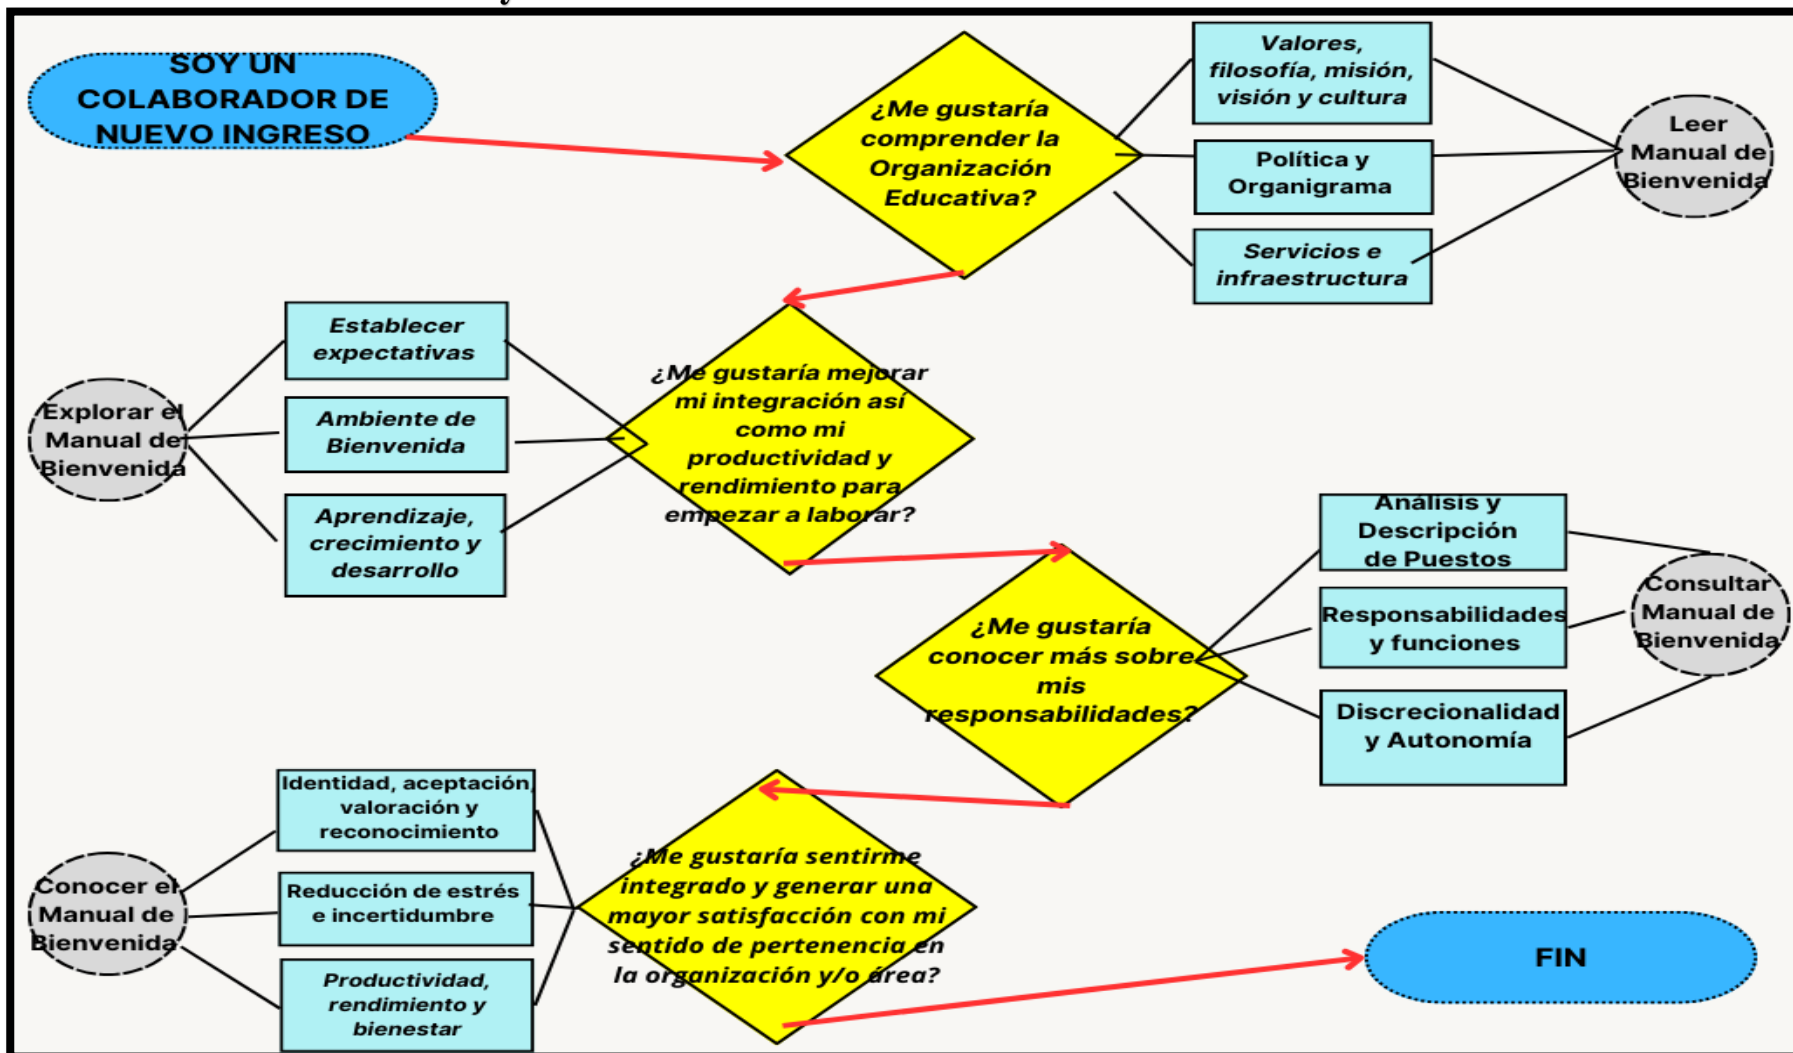 SOY UN
COLABORADOR DE
NUEVO INGRESO
¿Me gustaría
comprender la
Organización
Educativa?
Valores,
filosofía, misión,
visión y cultura
Política y
Organigrama
Servicios e
infraestructura
Leer
Manual de
Bienvenida
Explorar el
Manual de
Bienvenida
Establecer
expectativas
Ambiente de
Bienvenida
Aprendizaje,
crecimiento y
desarrollo
¿Me gustaría mejorar
mi integración así
como mi
productividad y
rendimiento para
empezar a laborar?
¿Me gustaría
conocer más sobre
mis
responsabilidades?
Análisis y
Descripción
de Puestos
Responsabilidades
y funciones
Discrecionalidad
y Autonomía
Consultar
Manual de
Bienvenida
Conocer el
Manual de
Bienvenida
Identidad, aceptación,
valoración y
reconocimiento
Reducción de estrés
e incertidumbre
Productividad,
rendimiento y
bienestar
¿Me gustaría sentirme
integrado y generar una
mayor satisfacción con mi
sentido de pertenencia en
la organización y/o área?
FIN